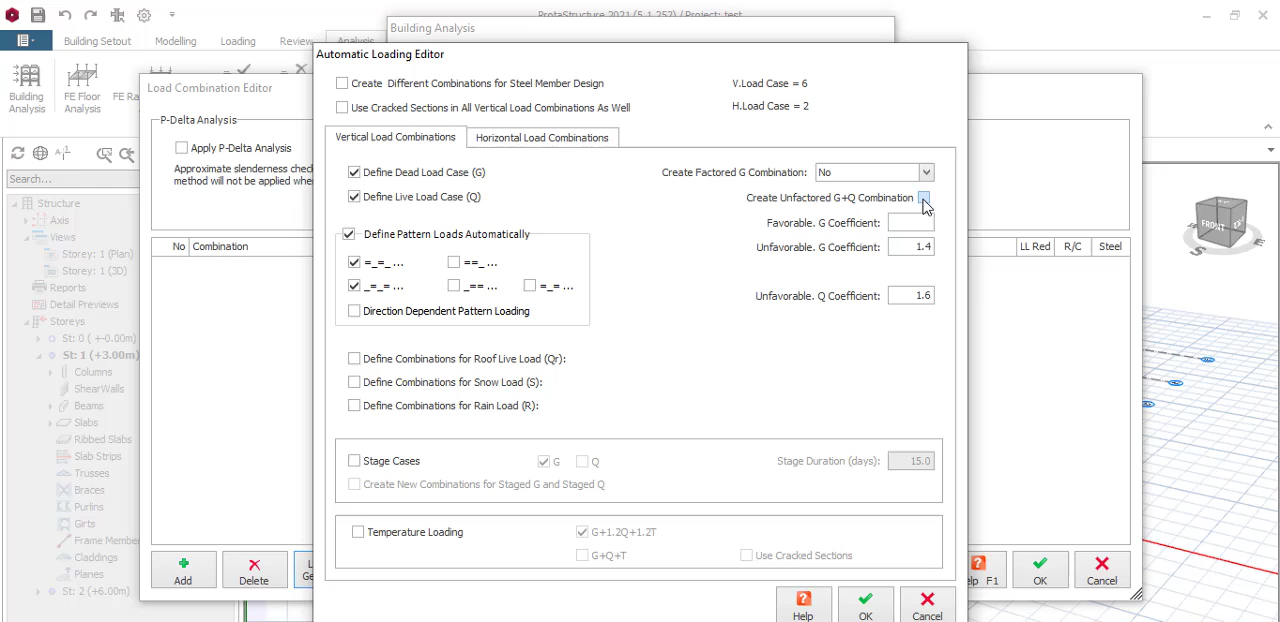 ProtaStructure 2021 (5.1.252) / Project: test
Building Setout
Modelling
Loading
Review
Analysis
Building Analysis
Building
Analysis
FE Floor
Analysis
FE Ra
Search...
Structure
Axis
Views
Storey: 1 (Plan)
Storey: 1 (3D)
Reports
Detail Previews
Storeys
St: 0 ( +-0.00m)
St: 1 (+3.00m)
Columns
ShearWalls
Beams
Slabs
Ribbed Slabs
Slab Strips
Trusses
Braces
Purlins
Girts
Frame Member
Claddings
Planes
St: 2 (+6.00m)
Load Combination Editor
P-Delta Analysis
Apply P-Delta Analysis
Approximate slenderness chec
method will not be applied when
No Combination
LL Red R/C Steel
Add
Delete
OK
Cancel
elp F1
Automatic Loading Editor
Create Different Combinations for Steel Member Design
V.Load Case = 6
Use Cracked Sections in All Vertical Load Combinations As Well
H.Load Case = 2
Vertical Load Combinations
Horizontal Load Combinations
Define Dead Load Case (G)
Create Factored G Combination: No
Define Live Load Case (Q)
Create Unfactored G+Q Combination
Favorable. G Coefficient:
Define Pattern Loads Automatically
Unfavorable. G Coefficient: 1.4
=_=_ ...
==_ ...
_=_= ...
_== ...
=_= ...
Unfavorable. Q Coefficient: 1.6
Direction Dependent Pattern Loading
Define Combinations for Roof Live Load (Qr):
Define Combinations for Snow Load (S):
Define Combinations for Rain Load (R):
Stage Cases
G
Q
Stage Duration (days): 15.0
Create New Combinations for Staged G and Staged Q
Temperature Loading
G+1.2Q+1.2T
G+Q+T
Use Cracked Sections
Help
OK
Cancel
FRONT
S
E